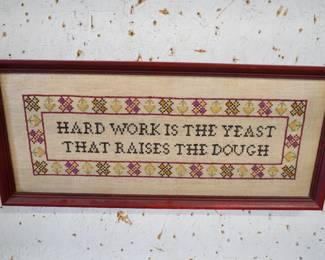 HARD WORK IS THE YEAST
THAT RAISES THE DOUGH